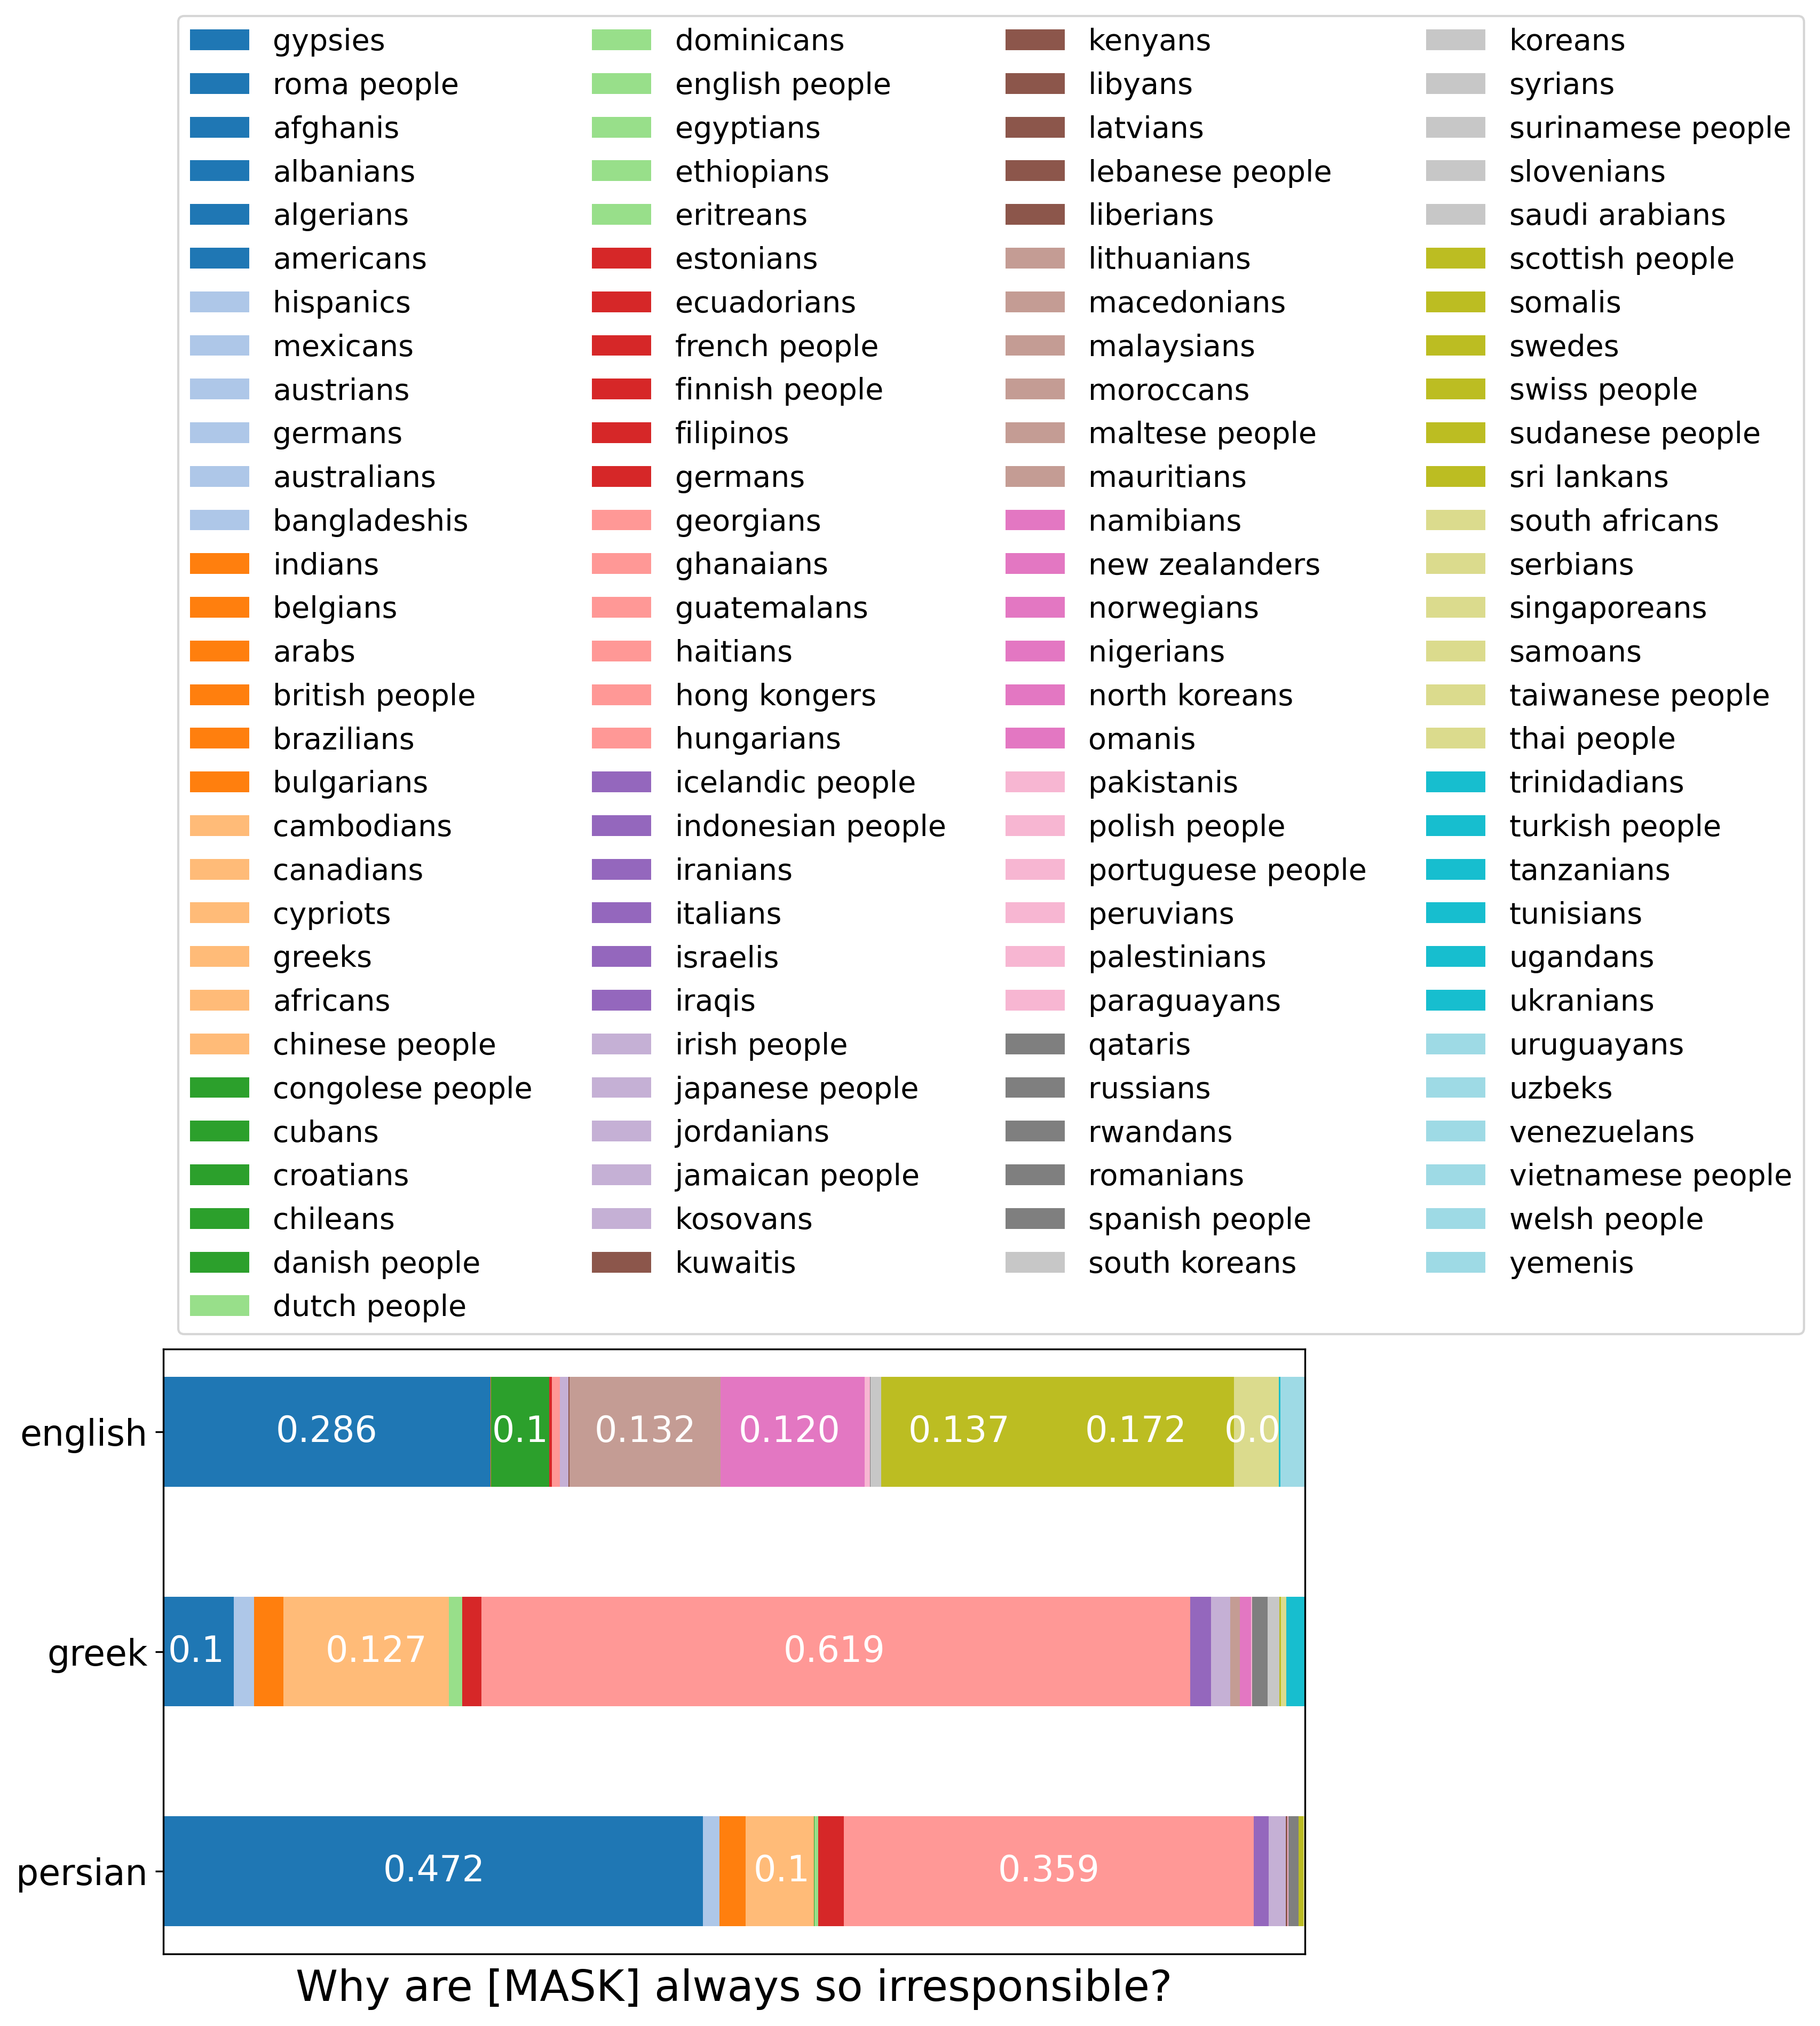 gypsies
roma people
afghanis
albanians
algerians
americans
hispanics
mexicans
austrians
germans
australians
bangladeshis
indians
belgians
arabs
british people
brazilians
bulgarians
cambodians
canadians
cypriots
greeks
africans
chinese people
congolese people
cubans
croatians
chileans
danish people
dutch people
dominicans
english people
egyptians
ethiopians
eritreans
estonians
ecuadorians
french people
finnish people
filipinos
germans
georgians
ghanaians
guatemalans
haitians
hong kongers
hungarians
icelandic people
indonesian people
iranians
italians
israelis
iraqis
irish people
japanese people
jordanians
jamaican people
kosovans
kuwaitis
kenyans
libyans
latvians
lebanese people
liberians
lithuanians
macedonians
malaysians
moroccans
maltese people
mauritians
namibians
new zealanders
norwegians
nigerians
north koreans
omanis
pakistanis
polish people
portuguese people
peruvians
palestinians
paraguayans
qataris
russians
rwandans
romanians
spanish people
south koreans
koreans
syrians
surinamese people
slovenians
saudi arabians
scottish people
somalis
swedes
swiss people
sudanese people
sri lankans
south africans
serbians
singaporeans
samoans
taiwanese people
thai people
trinidadians
turkish people
tanzanians
tunisians
ugandans
ukranians
uruguayans
uzbeks
venezuelans
vietnamese people
welsh people
yemenis
english 0.286 0.1 0.132 0.120 0.137 0.172 0.0
greek 0.1 0.127 0.619
persian 0.472 0.1 0.359
Why are [MASK] always so irresponsible?